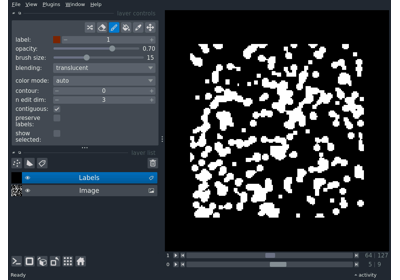 File View Plugins Window Help
layer controls
label: 1
opacity: 0.70
brush size: 15
blending: translucent
color mode: auto
contour: 0
n edit dim: 3
contiguous:
preserve
labels:
show
selected:
layer list
Labels
Image
1 64 127
0 5 9
Ready
activity